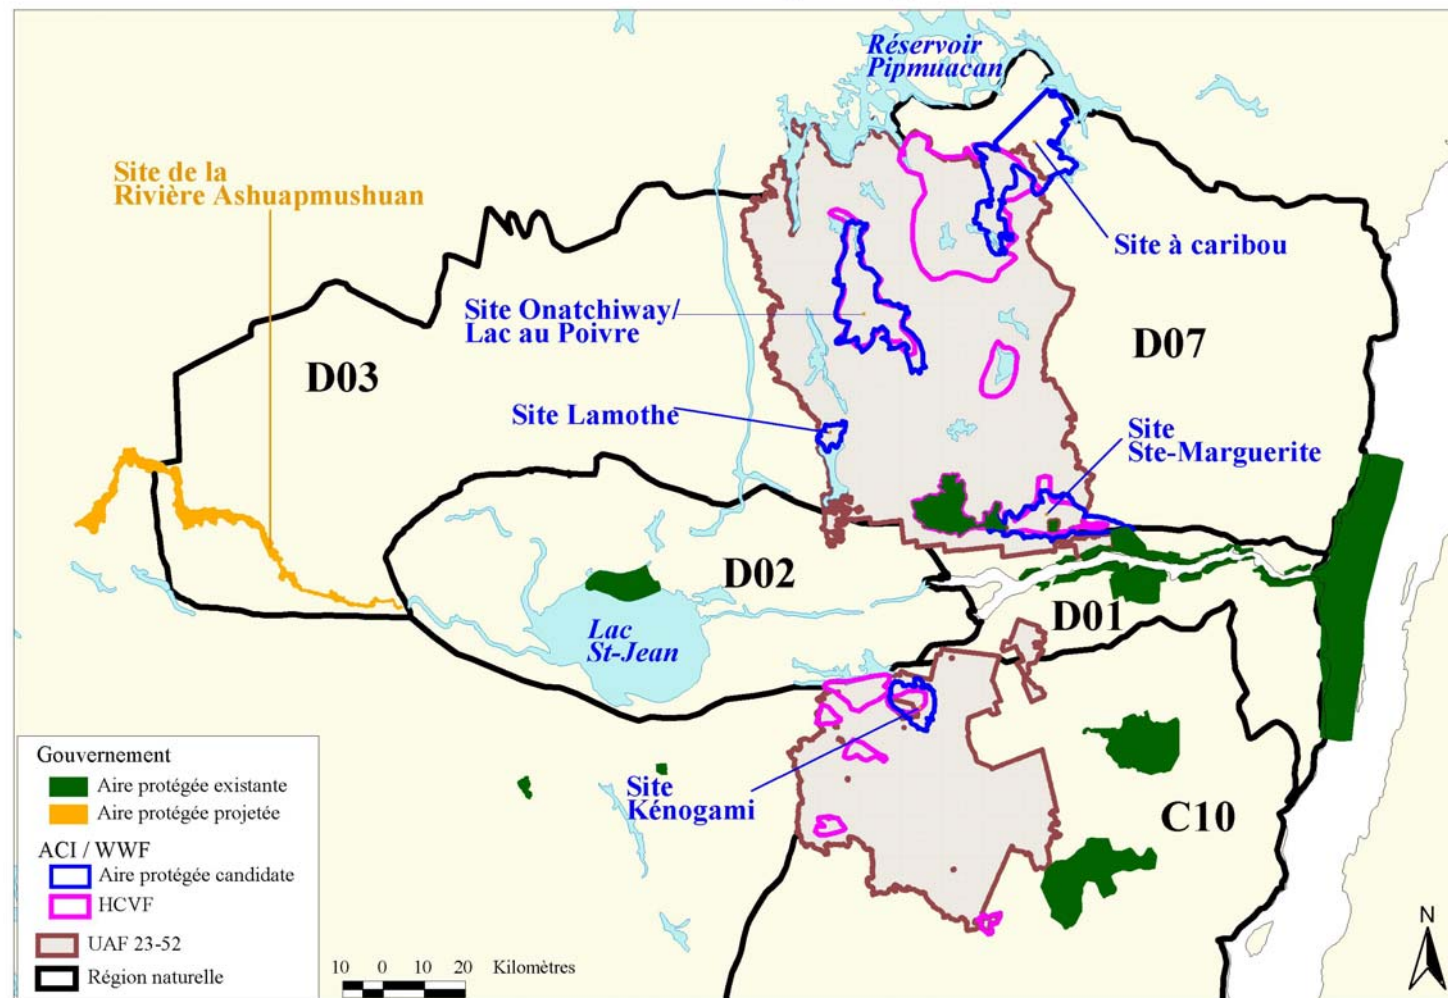 Réservoir
Pipmuacan
Site de la
Rivière Ashuapmushuan
Site à caribou
Site Onatchiway/
Lac au Poivre
D07
D03
Site Lamothe
Site
Ste-Marguerite
D02
D01
Lac
St-Jean
Site
Kénogami
C10
Gouvernement
Aire protégée existante
Aire protégée projetée
ACI / WWF
Aire protégée candidate
HCVF
UAF 23-52
Région naturelle
10 0 10 20 Kilomètres
N